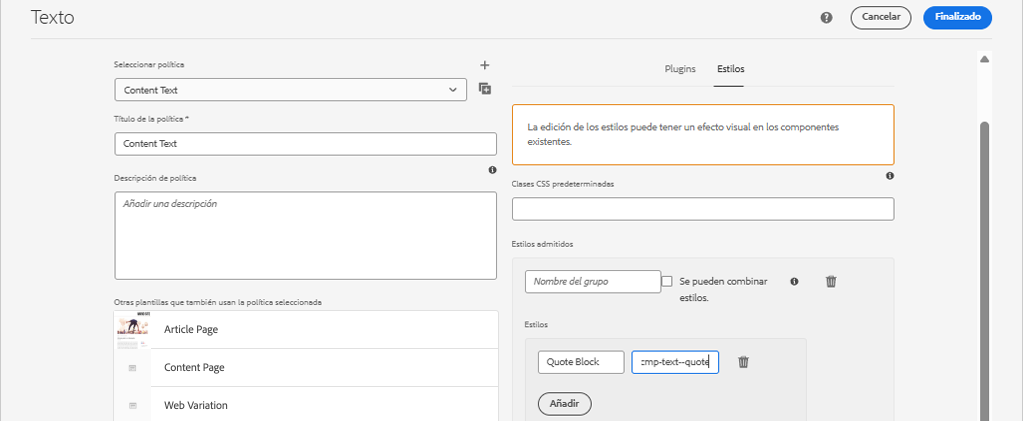 Texto
Cancelar
Finalizado
Seleccionar política
Content Text
Título de la política *
Content Text
Descripción de política
Añadir una descripción
Otras plantillas que también usan la política seleccionada
Article Page
Content Page
Web Variation
Plugins
Estilos
La edición de los estilos puede tener un efecto visual en los componentes
existentes.
Clases CSS predeterminadas
Estilos admitidos
Nombre del grupo
Se pueden combinar
estilos.
Estilos
Quote Block
cmp-text--quote
Añadir